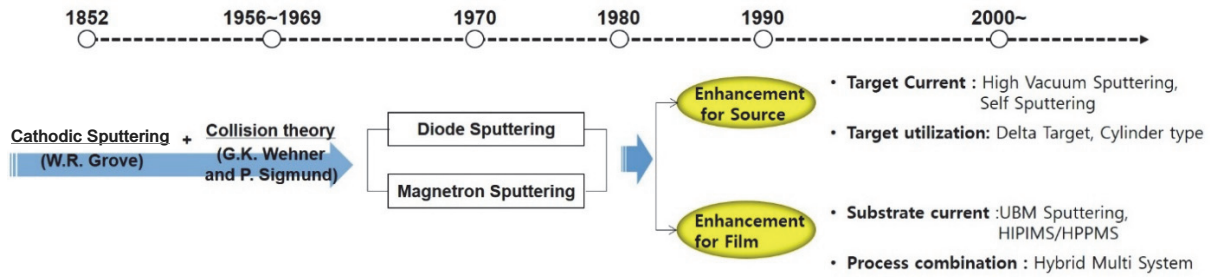 1852 1956~1969 1970 1980 1990 2000~
Cathodic Sputtering
(W.R. Grove)
+
Collision theory
(G.K. Wehner
and P. Sigmund)
Diode Sputtering
Magnetron Sputtering
Enhancement
for Source
• Target Current : High Vacuum Sputtering,
Self Sputtering
• Target utilization: Delta Target, Cylinder type
Enhancement
for Film
• Substrate current :UBM Sputtering,
HIPIMS/HPPMS
• Process combination : Hybrid Multi System